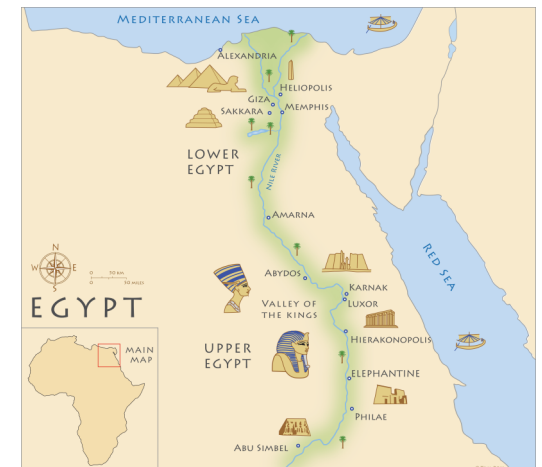 MEDITERRANEAN SEA
ALEXANDRIA
HELIOPOLIS
GIZA
SAKKARA
MEMPHIS
LOWER
EGYPT
NILE RIVER
AMARNA
RED SEA
N
W
E
S
0
50 KM
0
50 MILES
EGYPT
ABYDOS
KARNAK
LUXOR
VALLEY OF
THE KINGS
HIERAKONOPOLIS
UPPER
EGYPT
MAIN
MAP
ELEPHANTINE
PHILAE
ABU SIMBEL